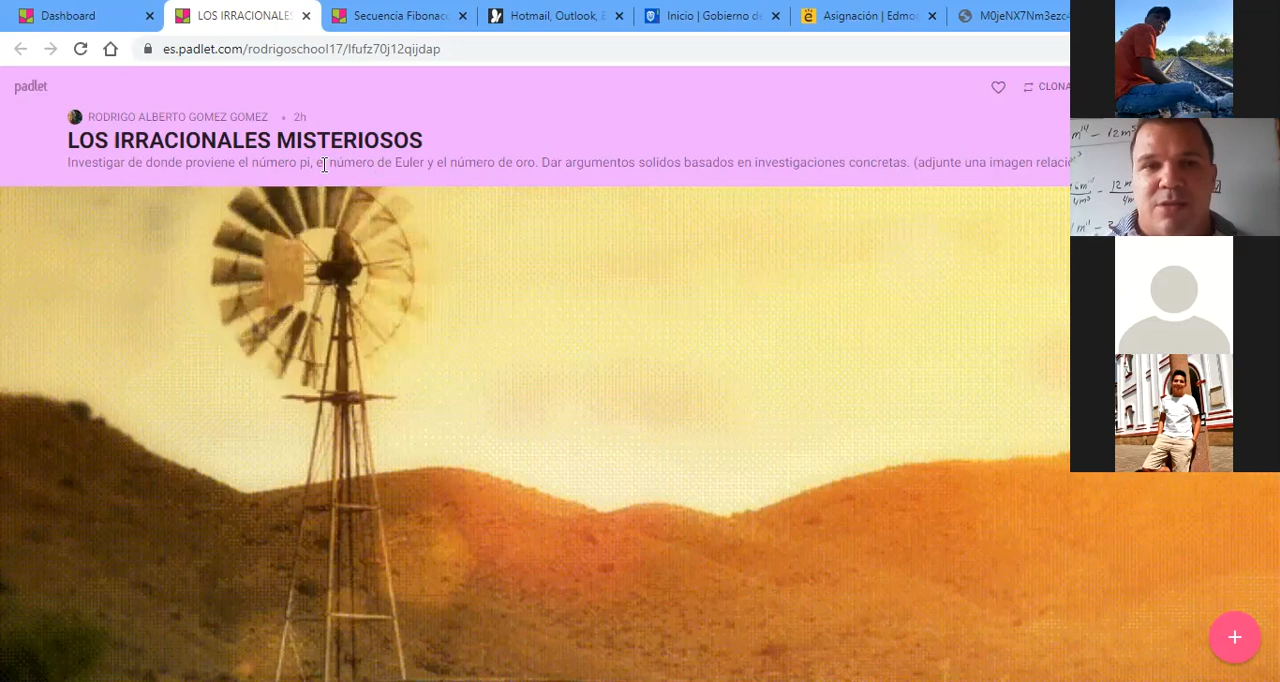 Dashboard
LOS IRRACIONALES
Secuencia Fibonac
Hotmail, Outlook,
Inicio | Gobierno de
Asignación | Edmo
M0jeNX7Nm3ezc
es.padlet.com/rodrigoschool17/lfufz70j12qijdap
padlet
CLONA
RODRIGO ALBERTO GOMEZ GOMEZ • 2h
LOS IRRACIONALES MISTERIOSOS
Investigar de donde proviene el número pi, el número de Euler y el número de oro. Dar argumentos solidos basados en investigaciones concretas. (adjunte una imagen relacio